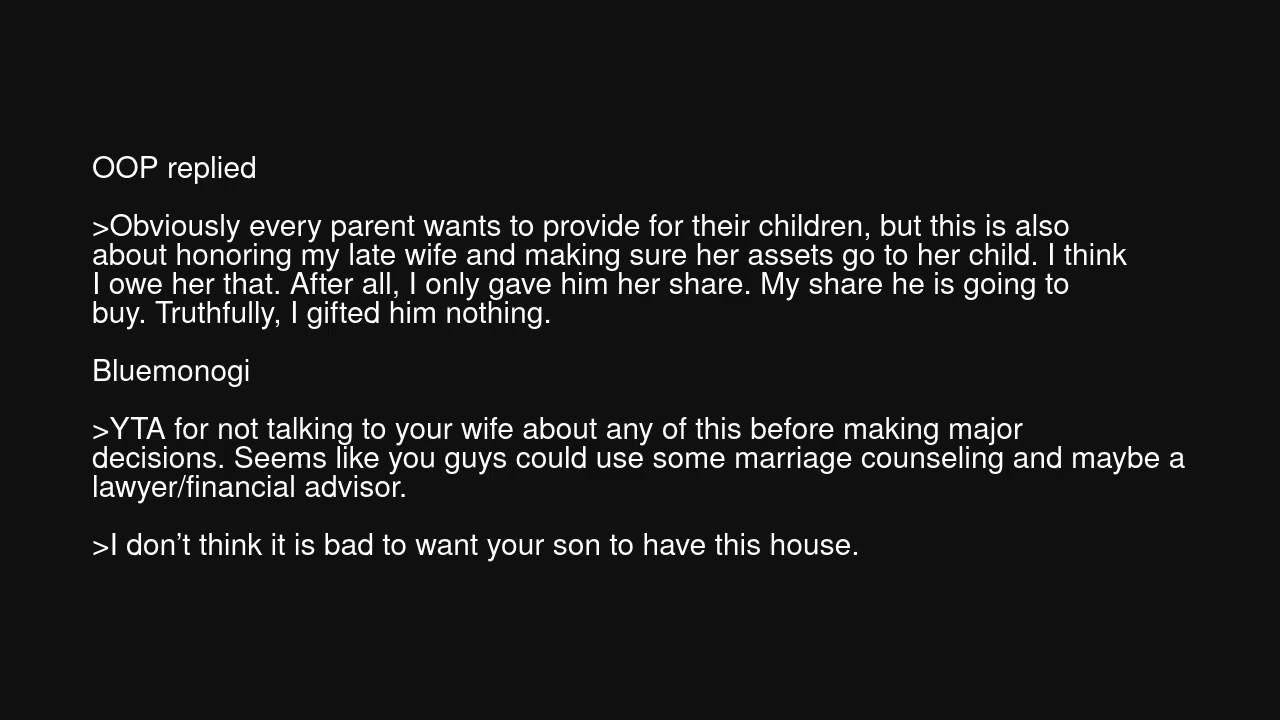 OOP replied
>Obviously every parent wants to provide for their children, but this is also
about honoring my late wife and making sure her assets go to her child. I think
I owe her that. After all, I only gave him her share. My share he is going to
buy. Truthfully, I gifted him nothing.
Bluemonogi
>YTA for not talking to your wife about any of this before making major
decisions. Seems like you guys could use some marriage counseling and maybe a
lawyer/financial advisor.
>I don’t think it is bad to want your son to have this house.